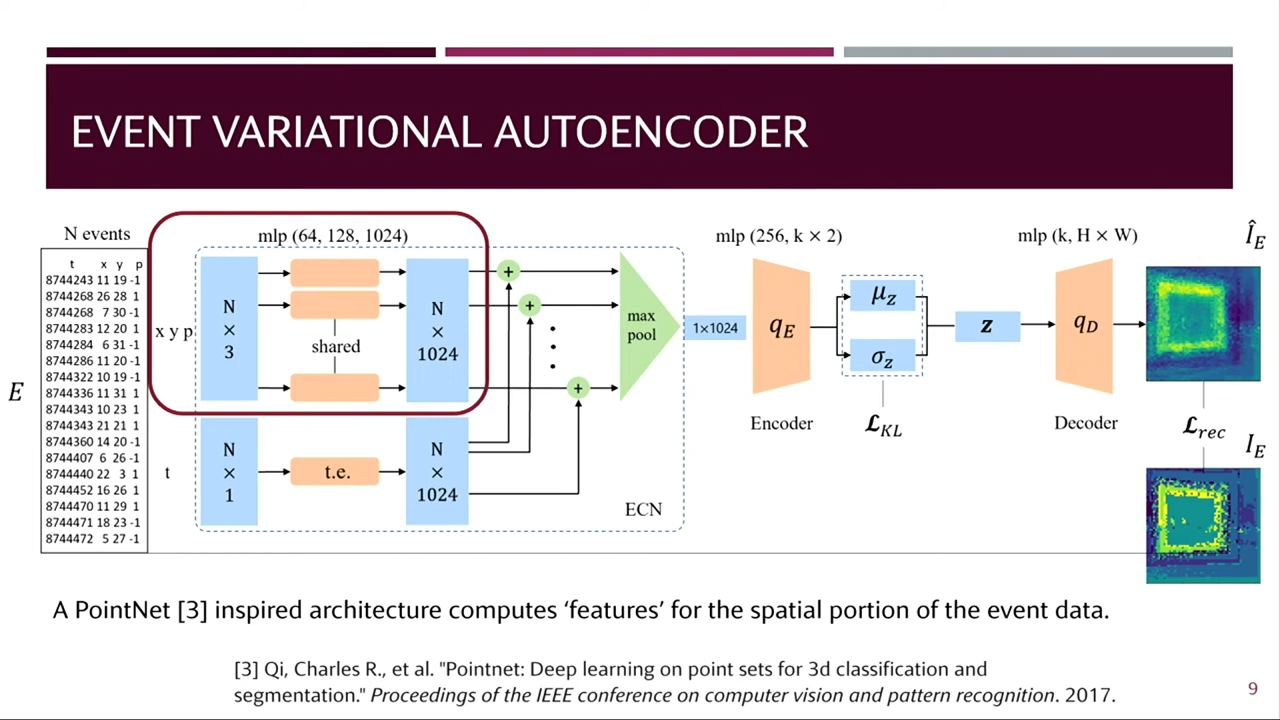 EVENT VARIATIONAL AUTOENCODER
N events
t x y p
8744243 11 19 -1
8744268 26 28 1
8744268 7 30 -1
8744283 12 20 1
8744284 6 31 -1
8744286 11 20 -1
8744322 10 19 -1
8744336 11 31 1
8744343 10 23 1
8744343 21 21 1
8744360 14 20 -1
8744407 6 26 -1
8744440 22 3 1
8744452 16 26 1
8744470 11 29 1
8744471 18 23 -1
8744472 5 27 -1
E
mlp (64, 128, 1024)
x y p
N
×
3
shared
N
×
1024
t
N
×
1
t.e.
N
×
1024
+
+
+
max
pool
ECN
1×1024
mlp (256, k × 2)
q_E
Encoder
μ_Z
σ_Z
ℒ_KL
z
mlp (k, H × W)
q_D
Decoder
Î_E
ℒ_rec
I_E
A PointNet [3] inspired architecture computes ‘features’ for the spatial portion of the event data.
[3] Qi, Charles R., et al. "Pointnet: Deep learning on point sets for 3d classification and
segmentation." Proceedings of the IEEE conference on computer vision and pattern recognition. 2017.
9